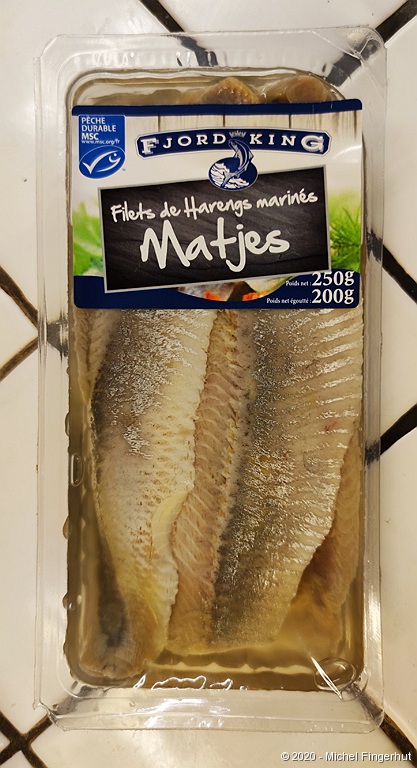 PÊCHE
DURABLE
MSC
www.msc.org/fr
FJORD KING
Filets de Harengs marinés
Matjes
Poids net : 250g
Poids net égoutté : 200g
© 2020 - Michel Fingerhut